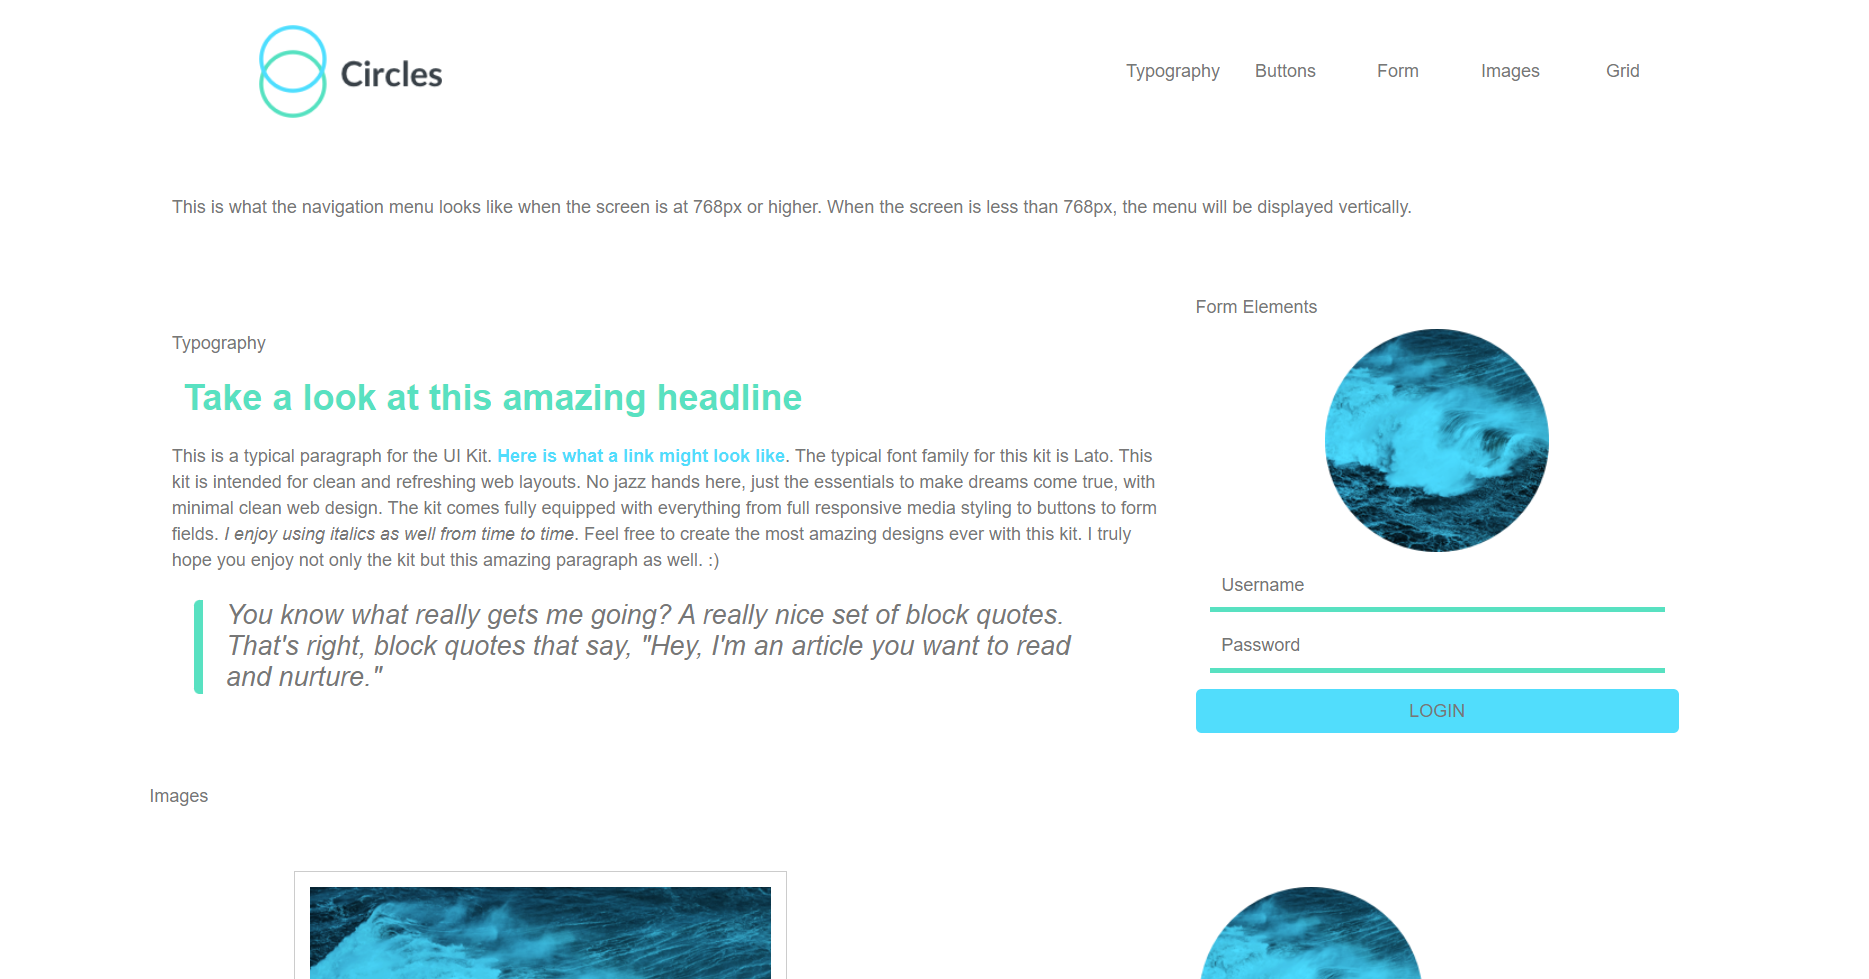 Circles
Typography Buttons Form Images Grid
This is what the navigation menu looks like when the screen is at 768px or higher. When the screen is less than 768px, the menu will be displayed vertically.
Typography
Take a look at this amazing headline
This is a typical paragraph for the UI Kit. Here is what a link might look like. The typical font family for this kit is Lato. This
kit is intended for clean and refreshing web layouts. No jazz hands here, just the essentials to make dreams come true, with
minimal clean web design. The kit comes fully equipped with everything from full responsive media styling to buttons to form
fields. I enjoy using italics as well from time to time. Feel free to create the most amazing designs ever with this kit. I truly
hope you enjoy not only the kit but this amazing paragraph as well. :)
You know what really gets me going? A really nice set of block quotes.
That's right, block quotes that say, "Hey, I'm an article you want to read
and nurture."
Form Elements
Username
Password
LOGIN
Images